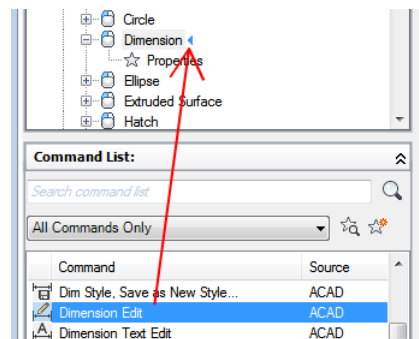 Circle
Dimension
Properties
Ellipse
Extruded Surface
Hatch
Command List:
Search command list
All Commands Only
Command Source
Dim Style, Save as New Style... ACAD
Dimension Edit ACAD
Dimension Text Edit ACAD